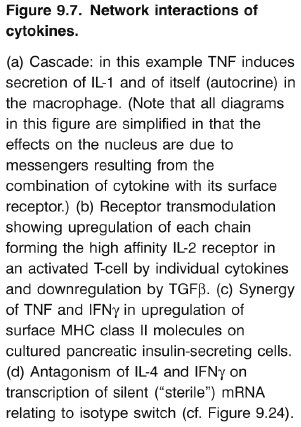 Figure 9.7. Network interactions of
cytokines.
(a) Cascade: in this example TNF induces
secretion of IL-1 and of itself (autocrine) in
the macrophage. (Note that all diagrams
in this figure are simplified in that the
effects on the nucleus are due to
messengers resulting from the
combination of cytokine with its surface
receptor.) (b) Receptor transmodulation
showing upregulation of each chain
forming the high affinity IL-2 receptor in
an activated T-cell by individual cytokines
and downregulation by TGFβ. (c) Synergy
of TNF and IFNγ in upregulation of
surface MHC class II molecules on
cultured pancreatic insulin-secreting cells.
(d) Antagonism of IL-4 and IFNγ on
transcription of silent (“sterile”) mRNA
relating to isotype switch (cf. Figure 9.24).